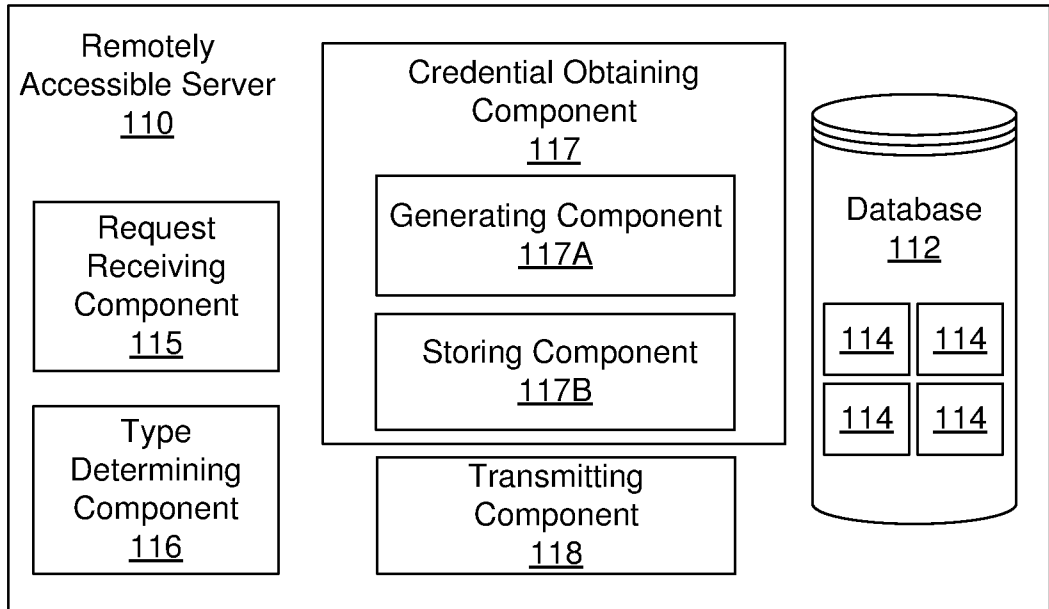 Remotely
Accessible Server
110
Request
Receiving
Component
115
Type
Determining
Component
116
Credential Obtaining
Component
117
Generating Component
117A
Storing Component
117B
Transmitting
Component
118
Database
112
114 114
114 114